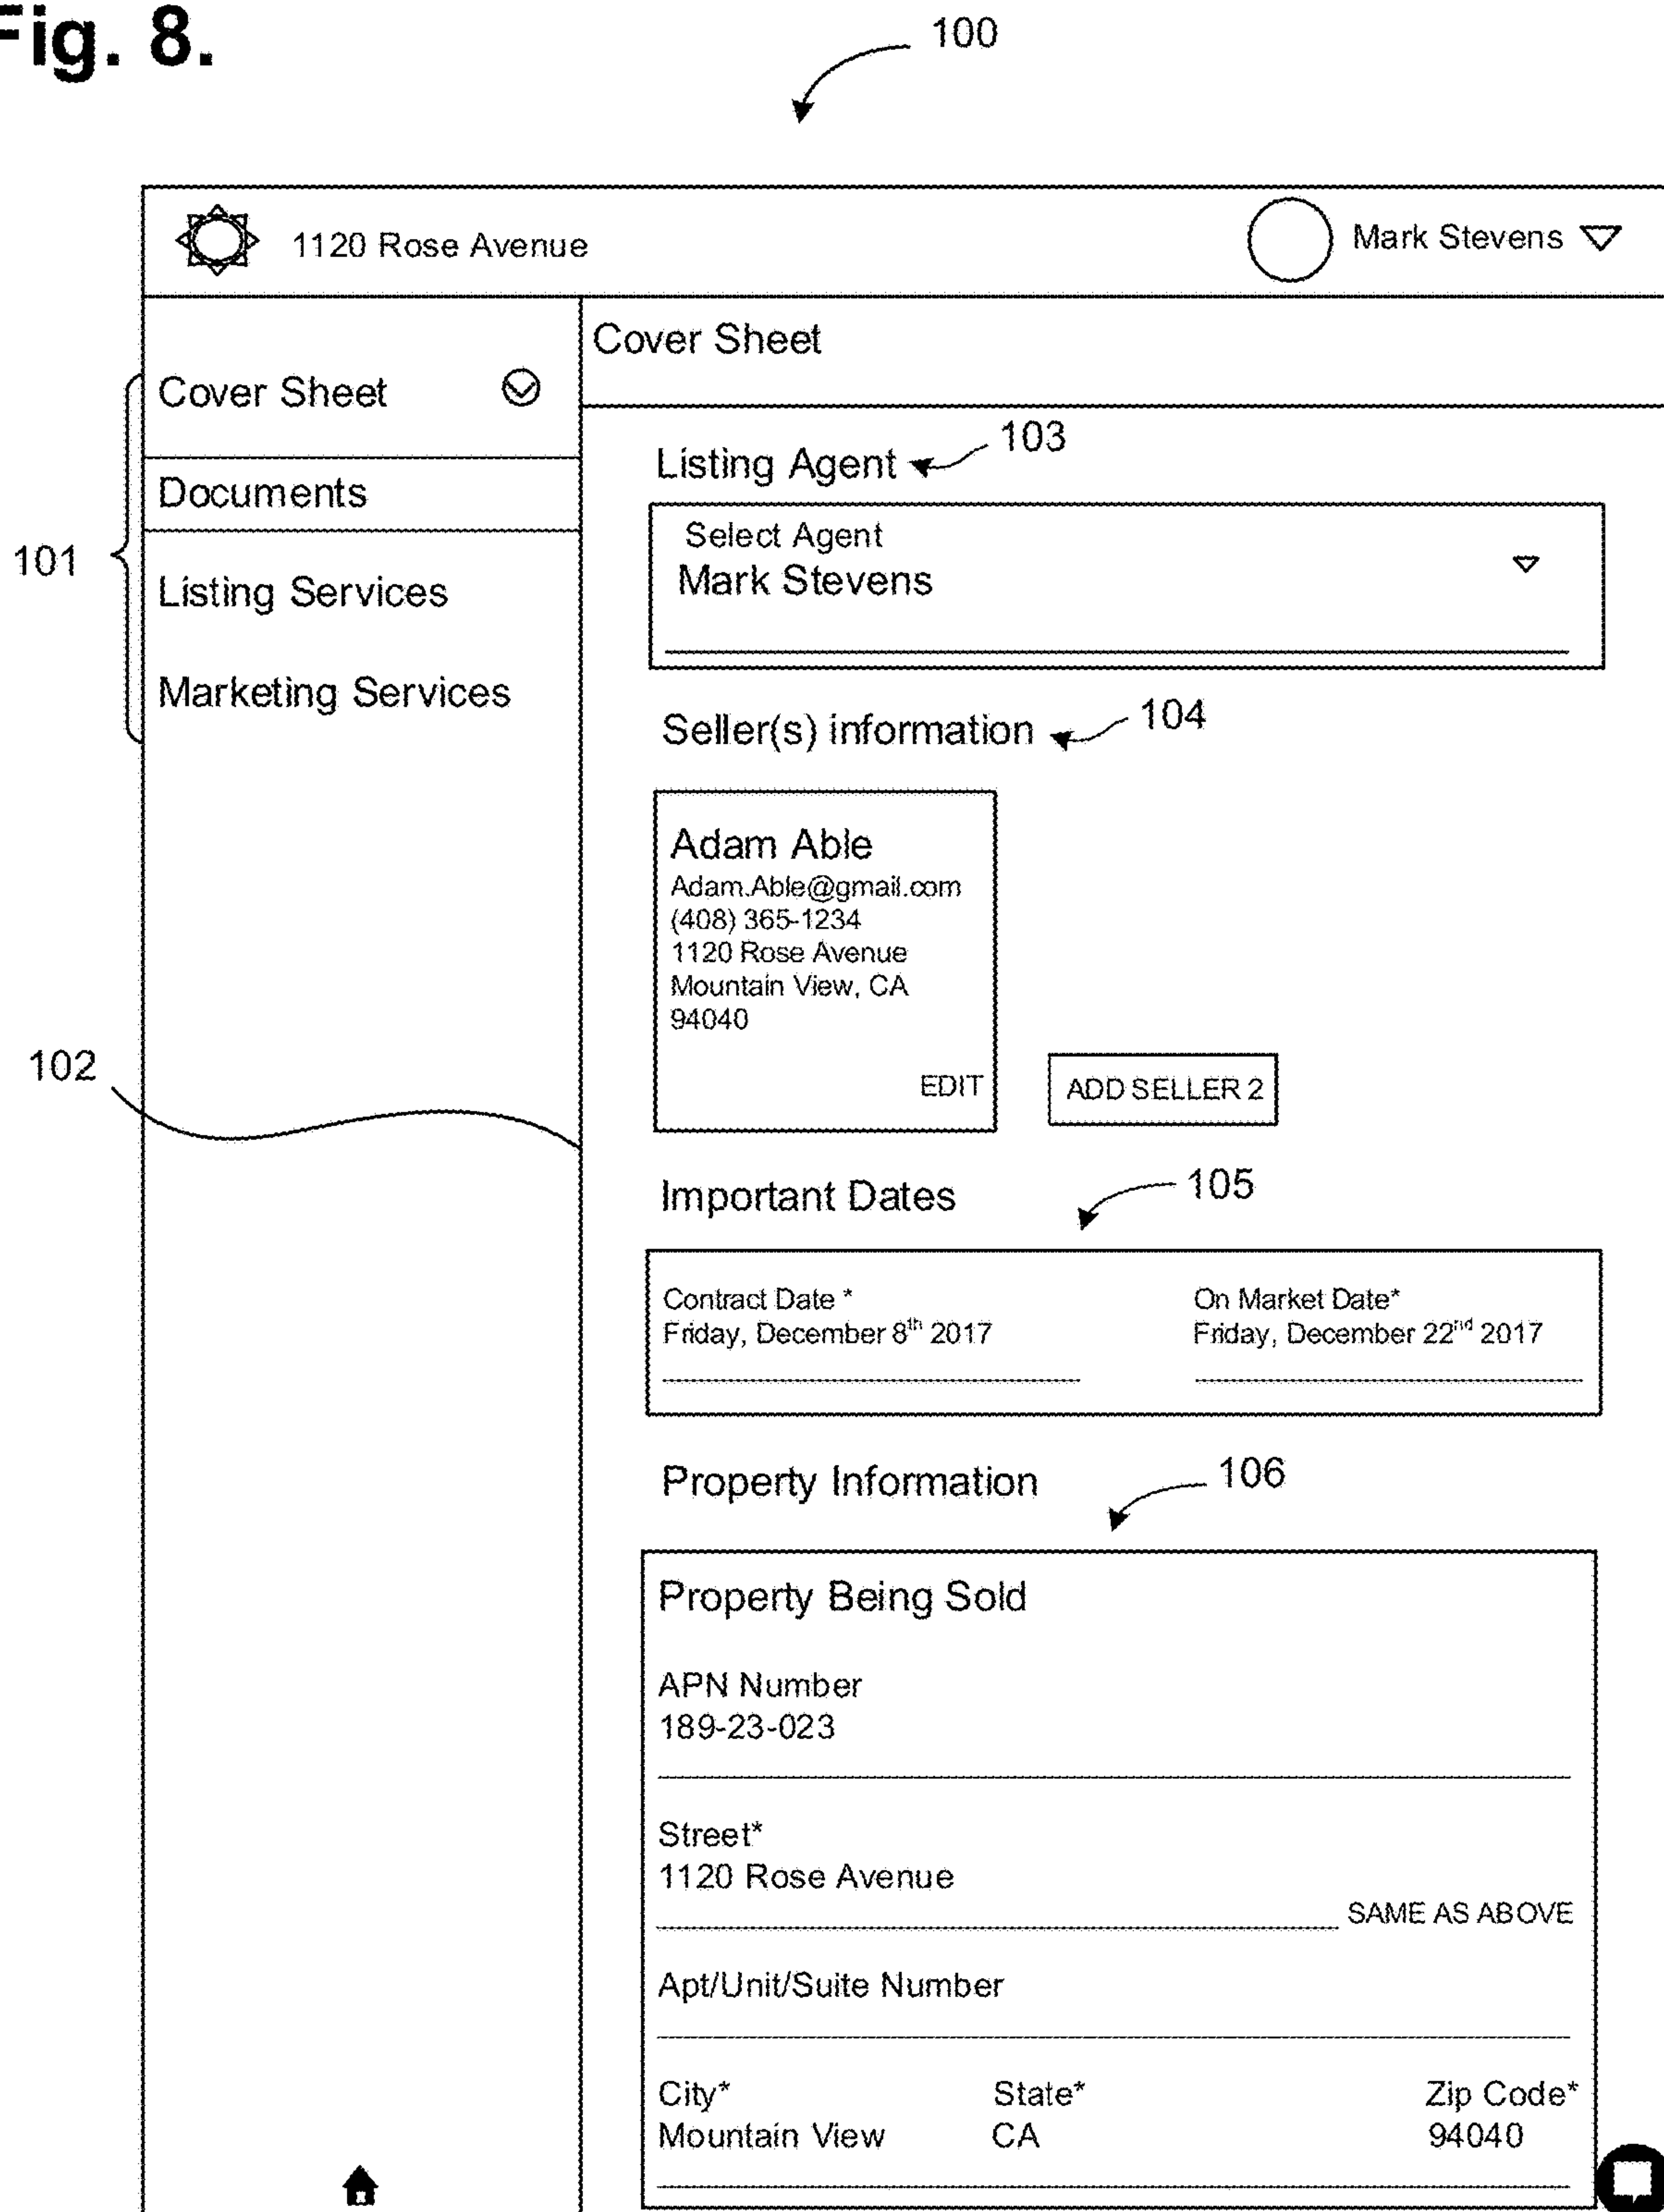 Fig. 8.
100
1120 Rose Avenue
Mark Stevens
101
Cover Sheet
Documents
Listing Services
Marketing Services
102
Cover Sheet
Listing Agent
103
Select Agent
Mark Stevens
Seller(s) information
104
Adam Able
Adam.Able@gmail.com
(408) 365-1234
1120 Rose Avenue
Mountain View, CA
94040
EDIT
ADD SELLER 2
Important Dates
105
Contract Date *
Friday, December 8th 2017
On Market Date*
Friday, December 22nd 2017
Property Information
106
Property Being Sold
APN Number
189-23-023
Street*
1120 Rose Avenue
SAME AS ABOVE
Apt/Unit/Suite Number
City* State* Zip Code*
Mountain View CA 94040